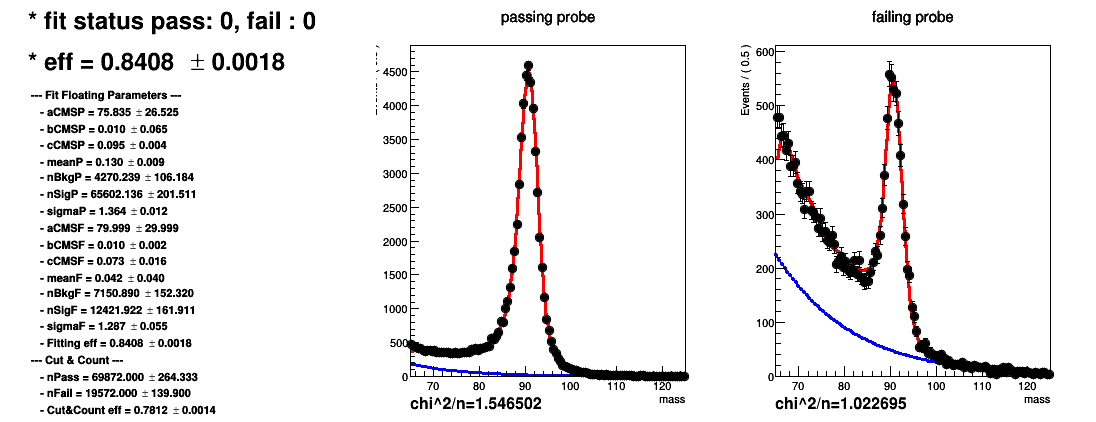 * fit status pass: 0, fail : 0
* eff = 0.8408 ± 0.0018
--- Fit Floating Parameters ---
- aCMSP = 75.835 ± 26.525
- bCMSP = 0.010 ± 0.065
- cCMSP = 0.095 ± 0.004
- meanP = 0.130 ± 0.009
- nBkgP = 4270.239 ± 106.184
- nSigP = 65602.136 ± 201.511
- sigmaP = 1.364 ± 0.012
- aCMSF = 79.999 ± 29.999
- bCMSF = 0.010 ± 0.002
- cCMSF = 0.073 ± 0.016
- meanF = 0.042 ± 0.040
- nBkgF = 7150.890 ± 152.320
- nSigF = 12421.922 ± 161.911
- sigmaF = 1.287 ± 0.055
- Fitting eff = 0.8408 ± 0.0018
--- Cut & Count ---
- nPass = 69872.000 ± 264.333
- nFail = 19572.000 ± 139.900
- Cut&Count eff = 0.7812 ± 0.0014
passing probe
4500
4000
3500
3000
2500
2000
1500
1000
500
0
70 80 90 100 110 120
mass
chi^2/n=1.546502
failing probe
Events / ( 0.5 )
600
500
400
300
200
100
0
70 80 90 100 110 120
mass
chi^2/n=1.022695